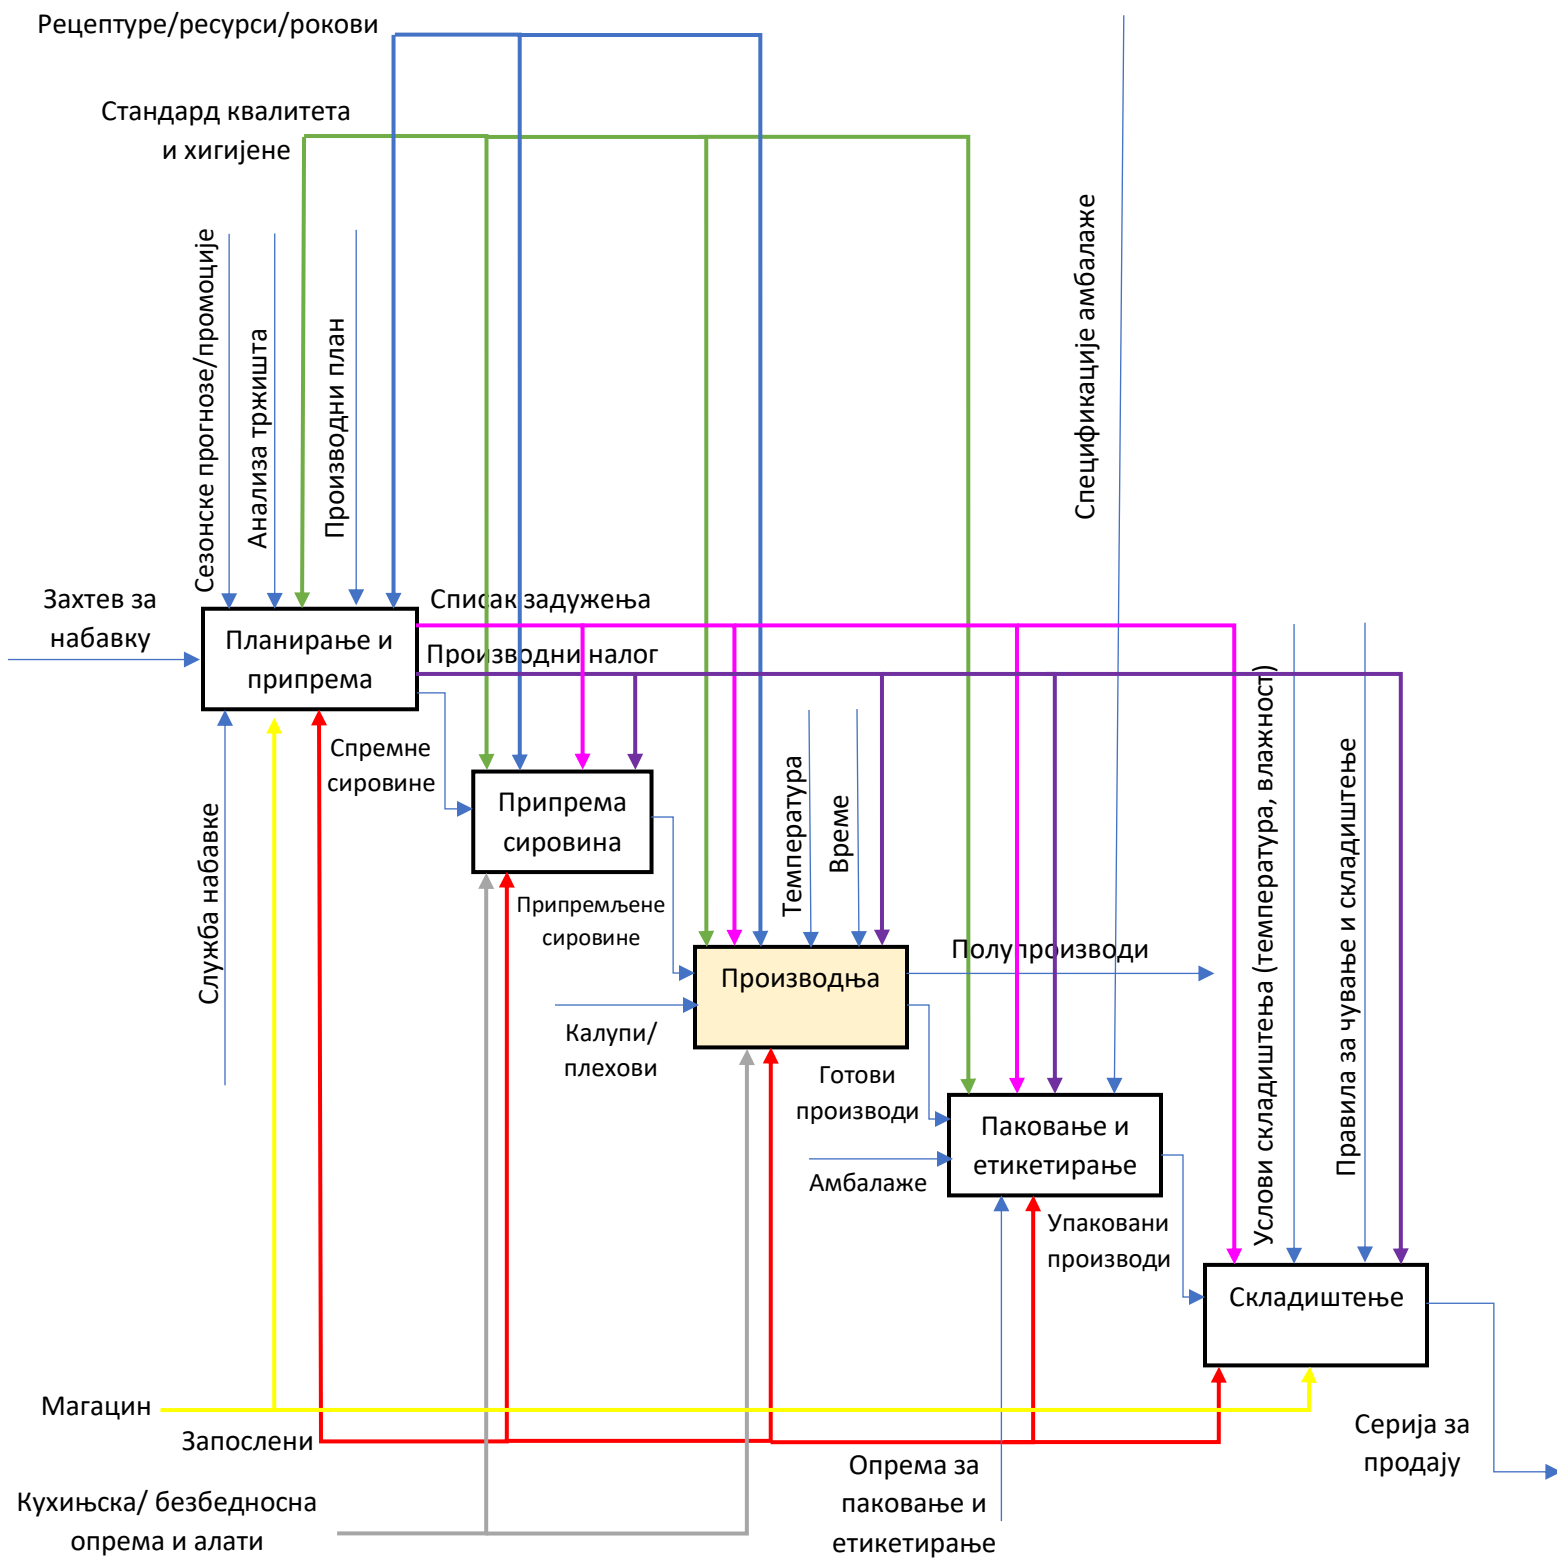 Рецептуре/ресурси/рокови
Стандард квалитета
и хигијене
Сезонске прогнозе/промоције
Анализа тржишта
Производни план
Спецификације амбалаже
Захтев за
набавку
Планирање и
припрема
Списак задужења
Производни налог
Спремне
сировине
Служба набавке
Припрема
сировина
Припремљене
сировине
Температура
Време
Услови складиштења (температура, влажност)
Правила за чување и складиштење
Производња
Полупроизводи
Калупи/
плехови
Готови
производи
Паковање и
етикетирање
Амбалаже
Упаковани
производи
Складиштење
Магацин
Запослени
Серија за
продају
Опрема за
паковање и
етикетирање
Кухињска/ безбедносна
опрема и алати